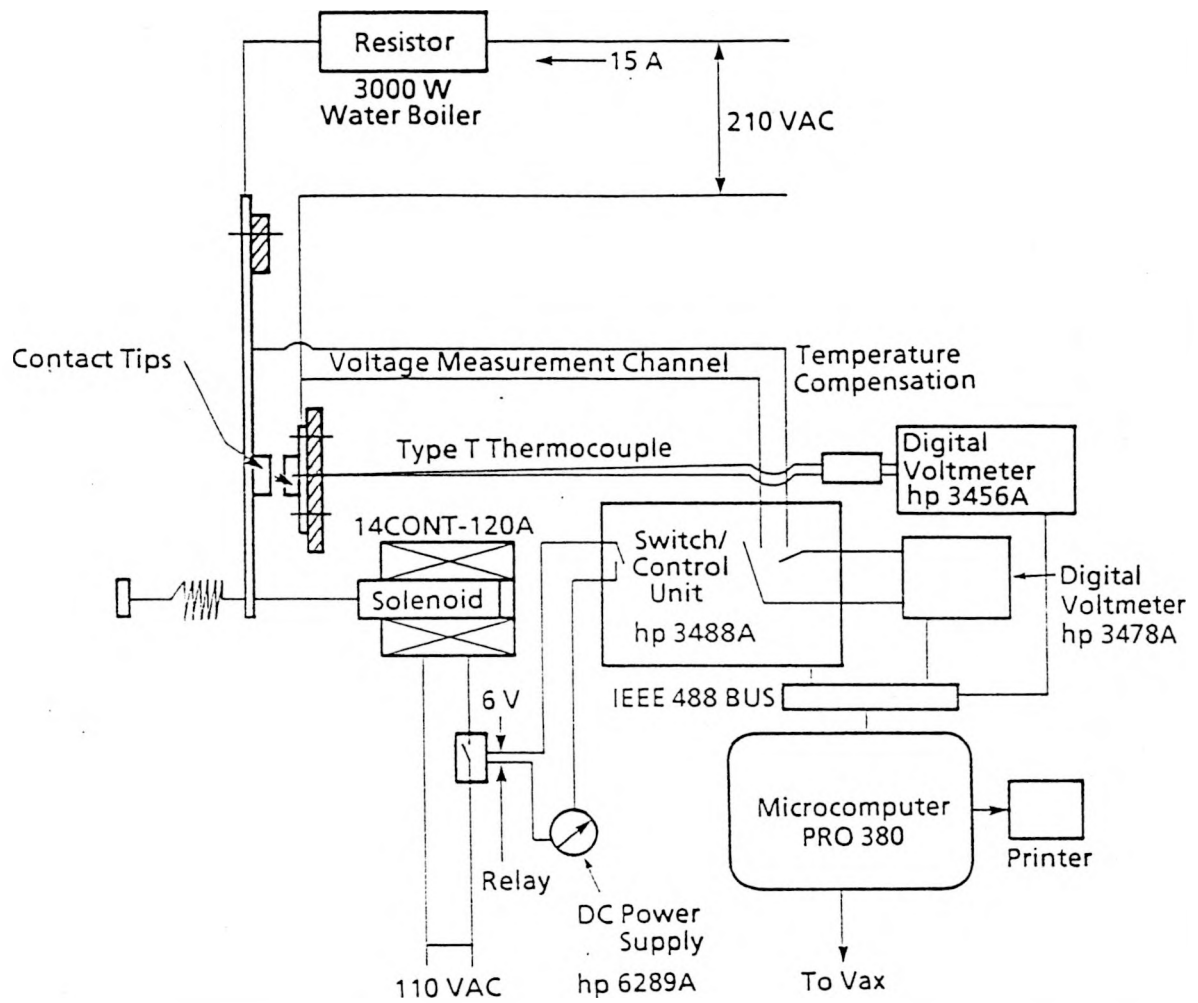 Resistor
15 A
3000 W
Water Boiler
210 VAC
Contact Tips
Voltage Measurement Channel
Temperature
Compensation
Type T Thermocouple
Digital
Voltmeter
hp 3456A
14CONT-120A
Switch/
Control
Unit
hp 3488A
Solenoid
Digital
Voltmeter
hp 3478A
6 V
IEEE 488 BUS
Microcomputer
PRO 380
Printer
Relay
DC Power
Supply
hp 6289A
110 VAC
To Vax